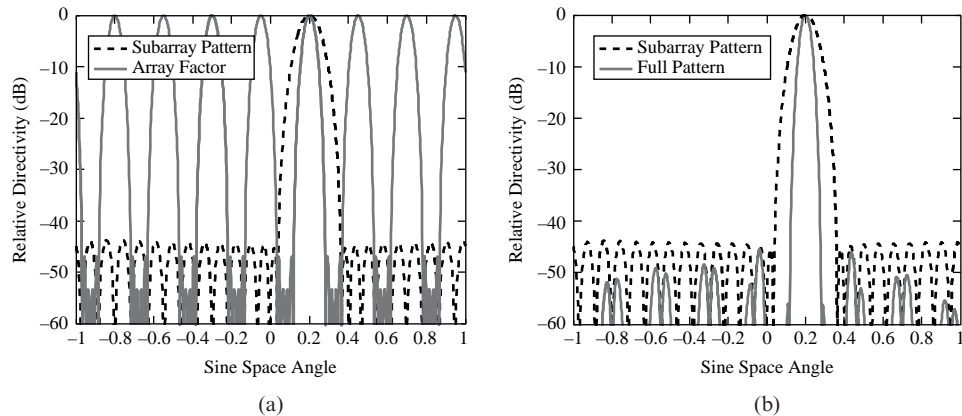 0
−10
−20
−30
−40
−50
−60
Relative Directivity (dB)
Subarray Pattern
Array Factor
−1 −0.8 −0.6 −0.4 −0.2 0 0.2 0.4 0.6 0.8 1
Sine Space Angle
(a)
0
−10
−20
−30
−40
−50
−60
Relative Directivity (dB)
Subarray Pattern
Full Pattern
−1 −0.8 −0.6 −0.4 −0.2 0 0.2 0.4 0.6 0.8 1
Sine Space Angle
(b)